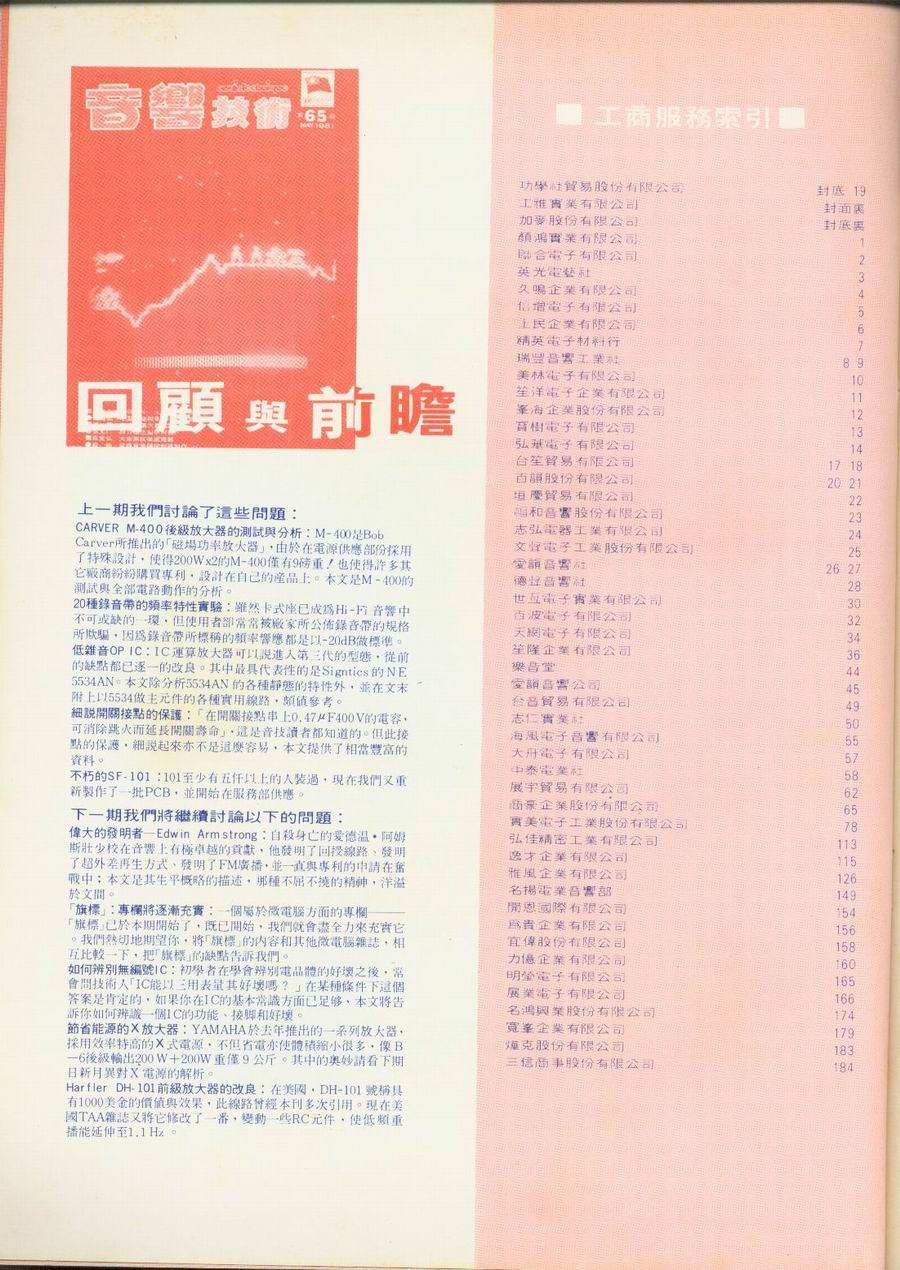 音響技術
65
MAY 1981
回顧與前瞻
上一期我們討論了這些問題：
CARVER M-400後級放大器的測試與分析：M-400是Bob
Carver所推出的「磁場功率放大器」，由於在電源供應部份採用
了特殊設計，使得200Wx2的M-400僅有9磅重！也使得許多其
它廠商紛紛購買專利，設計在自己的產品上。本文是M-400的
測試與全部電路動作的分析。
20種錄音帶的頻率特性實驗：雖然卡式座已成爲Hi-Fi 音響中
不可或缺的一環，但使用者卻常常被廠家所公佈錄音帶的規格
所欺騙，因爲錄音帶所標稱的頻率響應都是以-20dB做標準。
低雜音OP IC：IC運算放大器可以說進入第三代的型態，從前
的缺點都已逐一的改良。其中最具代表性的是Signtics的NE
5534AN。本文除分析5534AN的各種靜態的特性外，並在文末
附上以5534做主元件的各種實用線路，頗値參考。
細說開關接點的保護：「在開關接點串上0.47μF400V的電容，
可消除跳火而延長開關壽命」，這是音技讀者都知道的。但此接
點的保護，細說起來亦不是這麼容易，本文提供了相當豐富的
資料。
不朽的SF-101：101至少有五仟以上的人裝過，現在我們又重
新製作了一批PCB，並開始在服務部供應。
下一期我們將繼續討論以下的問題：
偉大的發明者—Edwin Armstrong：自殺身亡的愛德温・阿姆
斯壯少校在音響上有極卓越的貢獻，他發明了回授線路、發明
了超外差再生方式、發明了FM廣播，並一直與專利的申請在奮
戰中；本文是其生平概略的描述，那種不屈不撓的精神，洋溢
於文間。
「旗標」：專欄將逐漸充實：一個屬於微電腦方面的專欄———
「旗標」已於本期開始了，既已開始，我們就會盡全力來充實它
。我們熱切地期望你，將「旗標」的內容和其他微電腦雜誌，相
互比較一下，把「旗標」的缺點告訴我們。
如何辨別無編號IC：初學者在學會辨別電晶體的好壞之後，常
會問技術人「IC能以三用表量其好壞嗎？」在某種條件下這個
答案是肯定的，如果你在IC的基本常識方面已足够，本文將告
訴你如何辨識一個IC的功能、接脚和好壞。
節省能源的X放大器：YAMAHA於去年推出的一系列放大器，
採用效率特高的X式電源，不但省電亦使體積縮小很多，像B
—6後級輸出200W＋200W重僅9公斤。其中的奥妙請看下期
日新月異對X電源的解析。
Harfler DH-101前級放大器的改良：在美國，DH-101號稱具
有1000美金的價値與效果，此線路曾經本刊多次引用。現在美
國TAA雜誌又將它修改了一番，變動一些RC元件，使低頻重
播能延伸至1.1Hz。
■工商服務索引■
功學社貿易股份有限公司 封底 19
工惟實業有限公司 封面裏
加麥股份有限公司 封底裏
顏鴻實業有限公司 1
聯合電子有限公司 2
英光電藝社 3
久鳴企業有限公司 4
信增電子有限公司 5
上民企業有限公司 6
精英電子材料行 7
瑞豐音響工業社 8 9
美林電子有限公司 10
笙洋電子企業有限公司 11
峯海企業股份有限公司 12
寶樹電子有限公司 13
弘華電子有限公司 14
台笙貿易有限公司 17 18
百韻股份有限公司 20 21
垣慶貿易有限公司 22
福和音響股份有限公司 23
志弘電器工業有限公司 24
文聲電子工業股份有限公司 25
愛韻音響社 26 27
德聲音響社 28
世亙電子實業有限公司 30
百波電子有限公司 32
天網電子有限公司 34
笙隆企業有限公司 36
樂音堂 44
愛韻音響公司 45
台音貿易有限公司 49
志仁實業社 50
海風電子音響有限公司 55
大舟電子有限公司 57
中泰電業社 58
展宇貿易有限公司 62
商豪企業股份有限公司 65
寶美電子工業股份有限公司 78
弘佳精密工業有限公司 113
逸才企業有限公司 115
雅風企業有限公司 126
名揚電業音響部 149
開恩國際有限公司 154
爲貴企業有限公司 156
宜偉股份有限公司 158
力億企業有限公司 160
明瑩電子有限公司 165
展業電子有限公司 166
名鴻興業股份有限公司 174
寬峯企業有限公司 179
煒克股份有限公司 183
三信商事股份有限公司 184